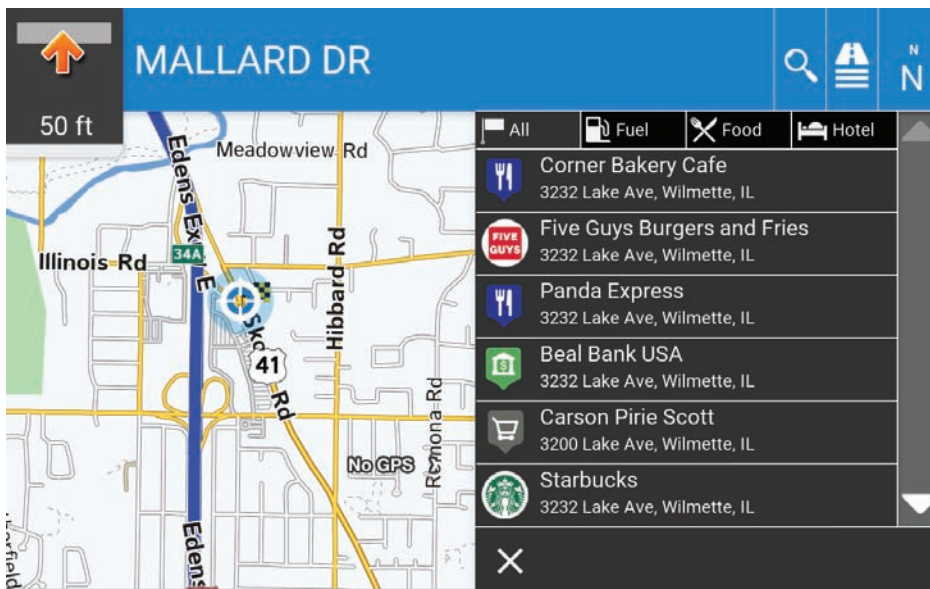 MALLARD DR
N
N
50 ft
All
Fuel
Food
Hotel
Corner Bakery Cafe
3232 Lake Ave, Wilmette, IL
FIVE
GUYS
Five Guys Burgers and Fries
3232 Lake Ave, Wilmette, IL
Panda Express
3232 Lake Ave, Wilmette, IL
Beal Bank USA
3232 Lake Ave, Wilmette, IL
Carson Pirie Scott
3200 Lake Ave, Wilmette, IL
Starbucks
3232 Lake Ave, Wilmette, IL
Meadowview Rd
Edens Ex
E
34A
Illinois Rd
Hibbard Rd
Sko
Rd
41
Ramona Rd
No GPS
Edens